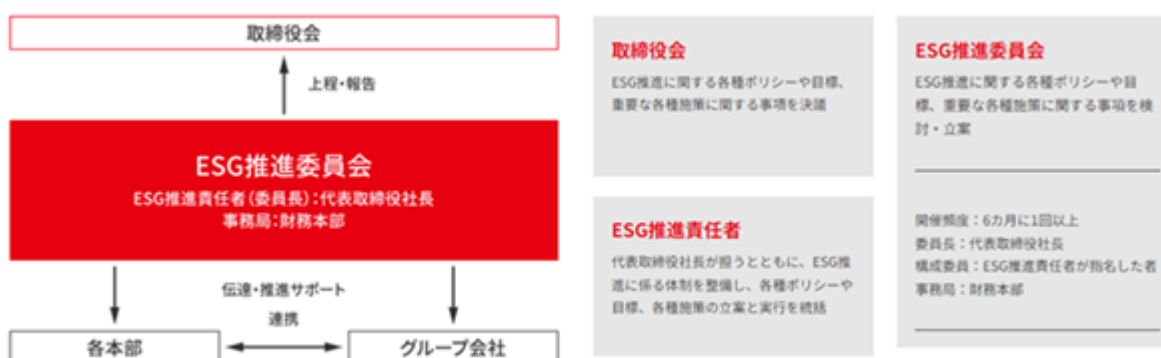 取締役会
上程・報告
ESG推進委員会
ESG推進責任者(委員長):代表取締役社長
事務局:財務本部
伝達・推進サポート
連携
各本部
グループ会社
取締役会
ESG推進に関する各種ポリシーや目標、
重要な各種施策に関する事項を決議
ESG推進責任者
代表取締役社長が担うとともに、ESG推
進に係る体制を整備し、各種ポリシーや
目標、各種施策の立案と実行を統括
ESG推進委員会
ESG推進に関する各種ポリシーや目
標、重要な各種施策に関する事項を検
討・立案
開催頻度：6カ月に1回以上
委員長：代表取締役社長
構成委員：ESG推進責任者が指名した者
事務局：財務本部